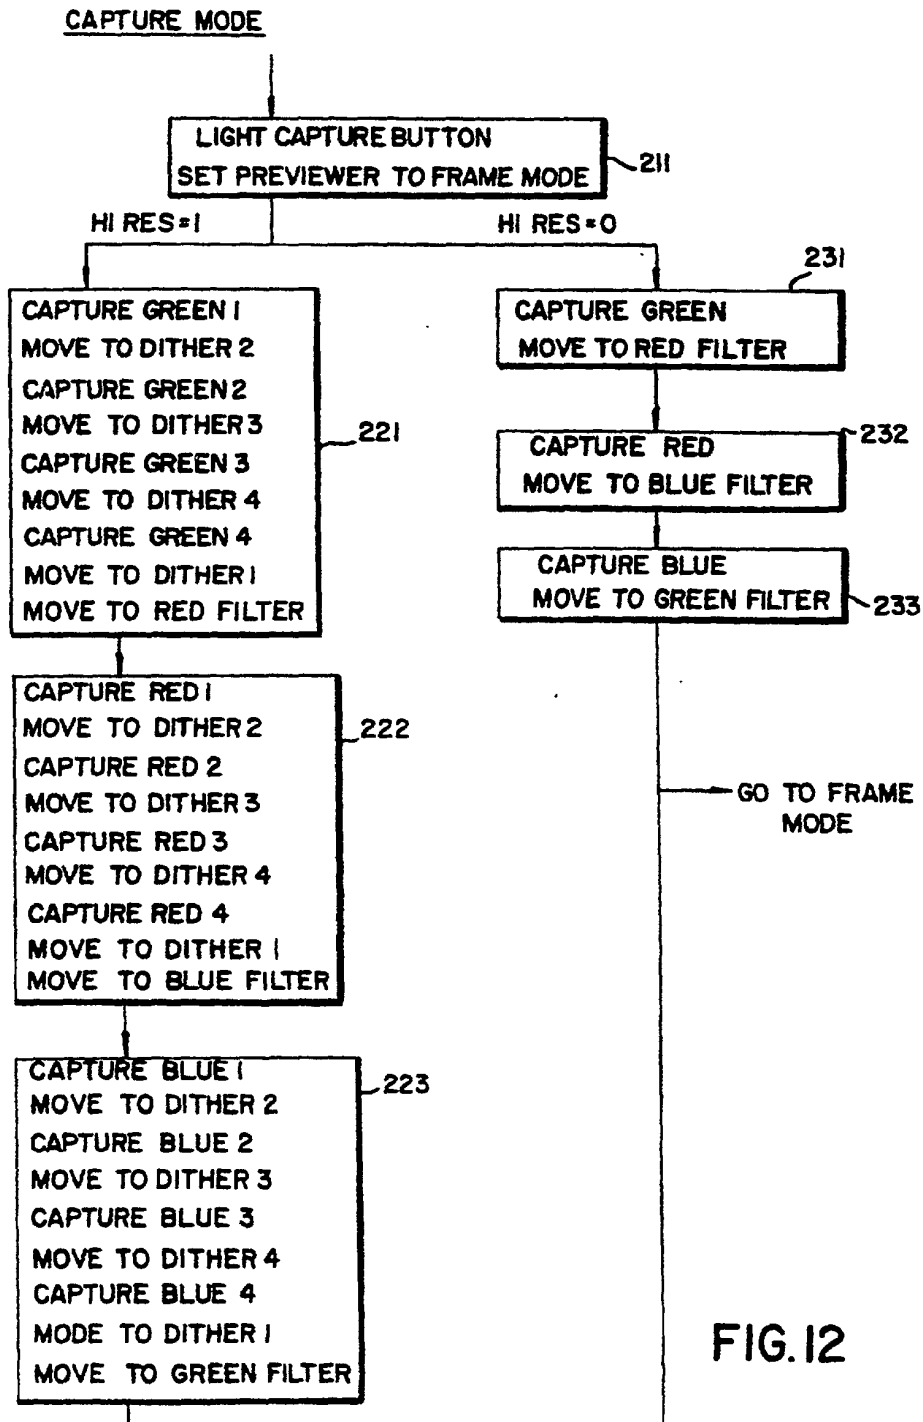 CAPTURE MODE
LIGHT CAPTURE BUTTON
SET PREVIEWER TO FRAME MODE
211
HI RES=1
HI RES=0
CAPTURE GREEN 1
MOVE TO DITHER 2
CAPTURE GREEN 2
MOVE TO DITHER 3
CAPTURE GREEN 3
MOVE TO DITHER 4
CAPTURE GREEN 4
MOVE TO DITHER 1
MOVE TO RED FILTER
221
231
CAPTURE GREEN
MOVE TO RED FILTER
232
CAPTURE RED
MOVE TO BLUE FILTER
CAPTURE BLUE
MOVE TO GREEN FILTER
233
CAPTURE RED 1
MOVE TO DITHER 2
CAPTURE RED 2
MOVE TO DITHER 3
CAPTURE RED 3
MOVE TO DITHER 4
CAPTURE RED 4
MOVE TO DITHER 1
MOVE TO BLUE FILTER
222
GO TO FRAME
MODE
CAPTURE BLUE 1
MOVE TO DITHER 2
CAPTURE BLUE 2
MOVE TO DITHER 3
CAPTURE BLUE 3
MOVE TO DITHER 4
CAPTURE BLUE 4
MODE TO DITHER 1
MOVE TO GREEN FILTER
223
FIG.12